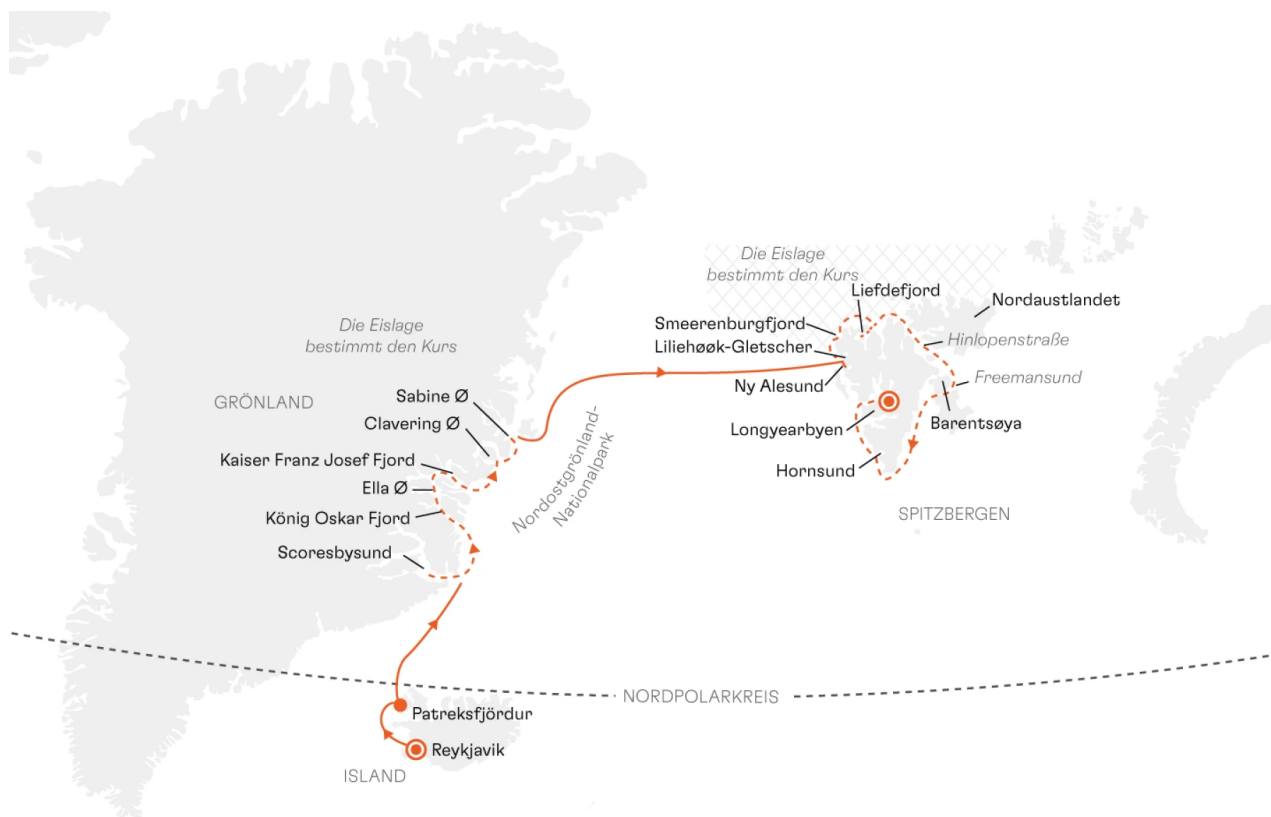 Die Eislage
bestimmt den Kurs
Liefdefjord
Nordaustlandet
Smeerenburgfjord
Hinlopenstraße
Liliehøøk-Gletscher
Freemansund
Ny Alesund
Barentsøya
Longyearbyen
Hornsund
SPITZBERGEN
Die Eislage
bestimmt den Kurs
GRÖNLAND
Sabine Ø
Clavering Ø
Kaiser Franz Josef Fjord
Ella Ø
König Oskar Fjord
Scoresbysund
Nordostgrönland-
Nationalpark
NORDPOLARKREIS
Patreksfjördur
Reykjavik
ISLAND